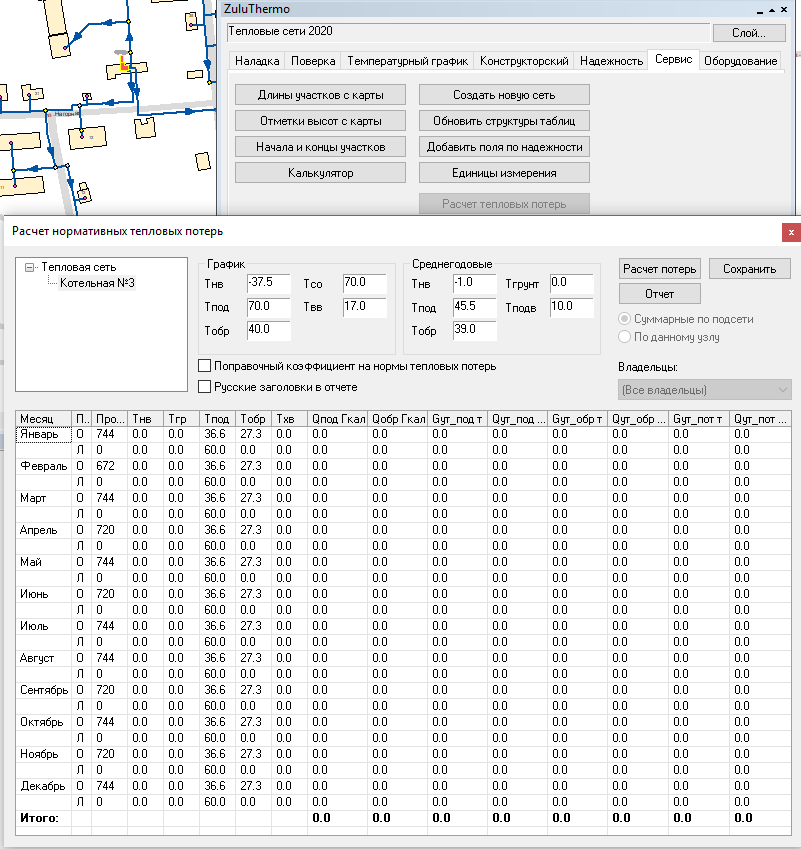 ZuluThermo
Тепловые сети 2020 Слой...
Наладка Поверка Температурный график Конструкторский Надежность Сервис Оборудование
Длины участков с карты Создать новую сеть
Отметки высот с карты Обновить структуры таблиц
Начала и концы участков Добавить поля по надежности
Калькулятор Единицы измерения
Расчет тепловых потерь
Расчет нормативных тепловых потерь
Тепловая сеть
Котельная №3
График
Тнв -37.5 Тсо 70.0
Тпод 70.0 Твв 17.0
Тобр 40.0
Среднегодовые
Тнв -1.0 Тгрунт 0.0
Тпод 45.5 Тподв 10.0
Тобр 39.0
Расчет потерь Сохранить
Отчет
Суммарные по подсети
По данному узлу
Поправочный коэффициент на нормы тепловых потерь
Русские заголовки в отчете
Владельцы:
(Все владельцы)
Месяц П.. Про... Тнв Тгр Тпод Тобр Тхв Qпод Гкал Qобр Гкал Gут_под т Qут_под ... Gут_обр т Qут_обр ... Gут_пот т Qут_пот ...
Январь О 744 0.0 0.0 36.6 27.3 0.0 0.0 0.0 0.0 0.0 0.0 0.0 0.0 0.0
Л 0 0.0 0.0 60.0 0.0 0.0 0.0 0.0 0.0 0.0 0.0 0.0 0.0 0.0
Февраль О 672 0.0 0.0 36.6 27.3 0.0 0.0 0.0 0.0 0.0 0.0 0.0 0.0 0.0
Л 0 0.0 0.0 60.0 0.0 0.0 0.0 0.0 0.0 0.0 0.0 0.0 0.0 0.0
Март О 744 0.0 0.0 36.6 27.3 0.0 0.0 0.0 0.0 0.0 0.0 0.0 0.0 0.0
Л 0 0.0 0.0 60.0 0.0 0.0 0.0 0.0 0.0 0.0 0.0 0.0 0.0 0.0
Апрель О 720 0.0 0.0 36.6 27.3 0.0 0.0 0.0 0.0 0.0 0.0 0.0 0.0 0.0
Л 0 0.0 0.0 60.0 0.0 0.0 0.0 0.0 0.0 0.0 0.0 0.0 0.0 0.0
Май О 744 0.0 0.0 36.6 27.3 0.0 0.0 0.0 0.0 0.0 0.0 0.0 0.0 0.0
Л 0 0.0 0.0 60.0 0.0 0.0 0.0 0.0 0.0 0.0 0.0 0.0 0.0 0.0
Июнь О 720 0.0 0.0 36.6 27.3 0.0 0.0 0.0 0.0 0.0 0.0 0.0 0.0 0.0
Л 0 0.0 0.0 60.0 0.0 0.0 0.0 0.0 0.0 0.0 0.0 0.0 0.0 0.0
Июль О 744 0.0 0.0 36.6 27.3 0.0 0.0 0.0 0.0 0.0 0.0 0.0 0.0 0.0
Л 0 0.0 0.0 60.0 0.0 0.0 0.0 0.0 0.0 0.0 0.0 0.0 0.0 0.0
Август О 744 0.0 0.0 36.6 27.3 0.0 0.0 0.0 0.0 0.0 0.0 0.0 0.0 0.0
Л 0 0.0 0.0 60.0 0.0 0.0 0.0 0.0 0.0 0.0 0.0 0.0 0.0 0.0
Сентябрь О 720 0.0 0.0 36.6 27.3 0.0 0.0 0.0 0.0 0.0 0.0 0.0 0.0 0.0
Л 0 0.0 0.0 60.0 0.0 0.0 0.0 0.0 0.0 0.0 0.0 0.0 0.0 0.0
Октябрь О 744 0.0 0.0 36.6 27.3 0.0 0.0 0.0 0.0 0.0 0.0 0.0 0.0 0.0
Л 0 0.0 0.0 60.0 0.0 0.0 0.0 0.0 0.0 0.0 0.0 0.0 0.0 0.0
Ноябрь О 720 0.0 0.0 36.6 27.3 0.0 0.0 0.0 0.0 0.0 0.0 0.0 0.0 0.0
Л 0 0.0 0.0 60.0 0.0 0.0 0.0 0.0 0.0 0.0 0.0 0.0 0.0 0.0
Декабрь О 744 0.0 0.0 36.6 27.3 0.0 0.0 0.0 0.0 0.0 0.0 0.0 0.0 0.0
Л 0 0.0 0.0 60.0 0.0 0.0 0.0 0.0 0.0 0.0 0.0 0.0 0.0 0.0
Итого: 0.0 0.0 0.0 0.0 0.0 0.0 0.0 0.0